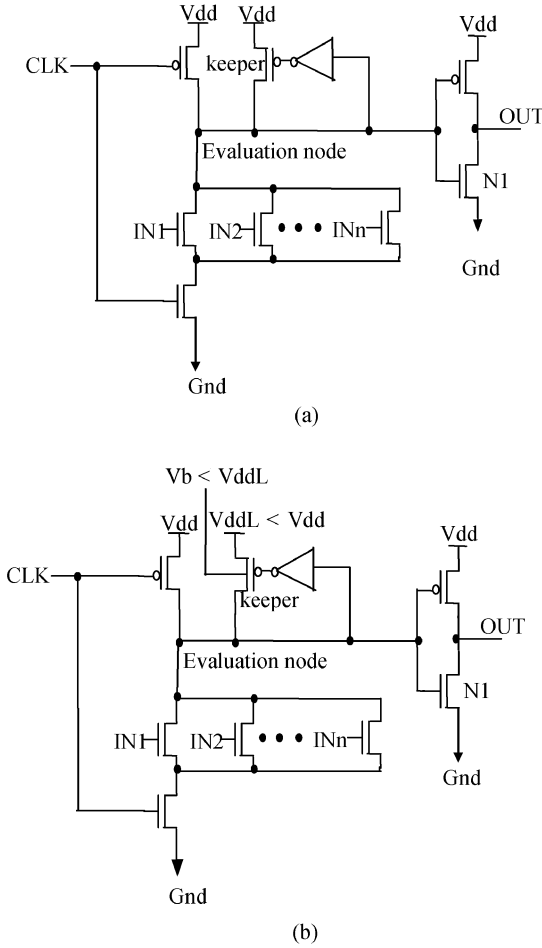 Vdd Vdd Vdd
CLK
keeper
OUT
Evaluation node
N1
IN1 IN2 INn
Gnd
Gnd
(a)
Vb < VddL
Vdd VddL < Vdd Vdd
CLK
keeper
OUT
Evaluation node
N1
IN1 IN2 INn
Gnd
Gnd
(b)